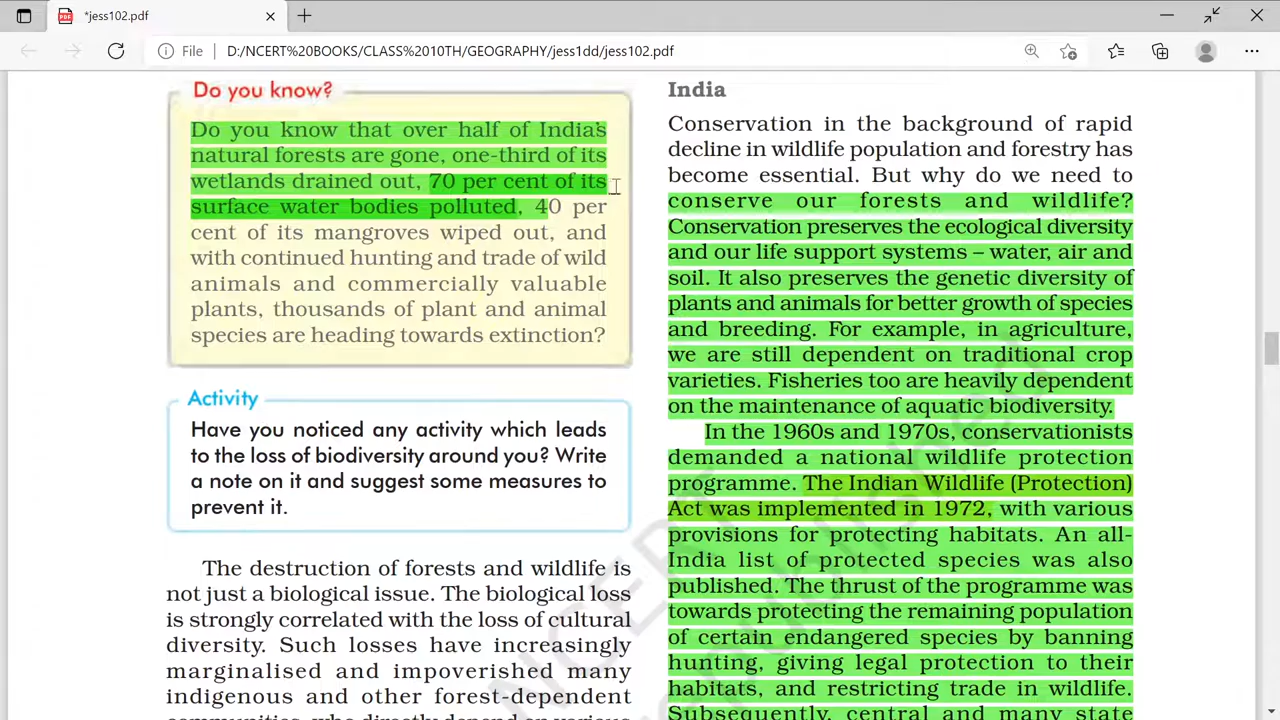 *jess102.pdf
File
D:/NCERT%20BOOKS/CLASS%2010TH/GEOGRAPHY/jess1dd/jess102.pdf
Do you know?
Do you know that over half of India's
natural forests are gone, one-third of its
wetlands drained out, 70 per cent of its
surface water bodies polluted, 40 per
cent of its mangroves wiped out, and
with continued hunting and trade of wild
animals and commercially valuable
plants, thousands of plant and animal
species are heading towards extinction?
Activity
Have you noticed any activity which leads
to the loss of biodiversity around you? Write
a note on it and suggest some measures to
prevent it.
The destruction of forests and wildlife is
not just a biological issue. The biological loss
is strongly correlated with the loss of cultural
diversity. Such losses have increasingly
marginalised and impoverished many
indigenous and other forest-dependent
communities, who directly depend on various
India
Conservation in the background of rapid
decline in wildlife population and forestry has
become essential. But why do we need to
conserve our forests and wildlife?
Conservation preserves the ecological diversity
and our life support systems – water, air and
soil. It also preserves the genetic diversity of
plants and animals for better growth of species
and breeding. For example, in agriculture,
we are still dependent on traditional crop
varieties. Fisheries too are heavily dependent
on the maintenance of aquatic biodiversity.
In the 1960s and 1970s, conservationists
demanded a national wildlife protection
programme. The Indian Wildlife (Protection)
Act was implemented in 1972, with various
provisions for protecting habitats. An all-
India list of protected species was also
published. The thrust of the programme was
towards protecting the remaining population
of certain endangered species by banning
hunting, giving legal protection to their
habitats, and restricting trade in wildlife.
Subsequently, central and many state